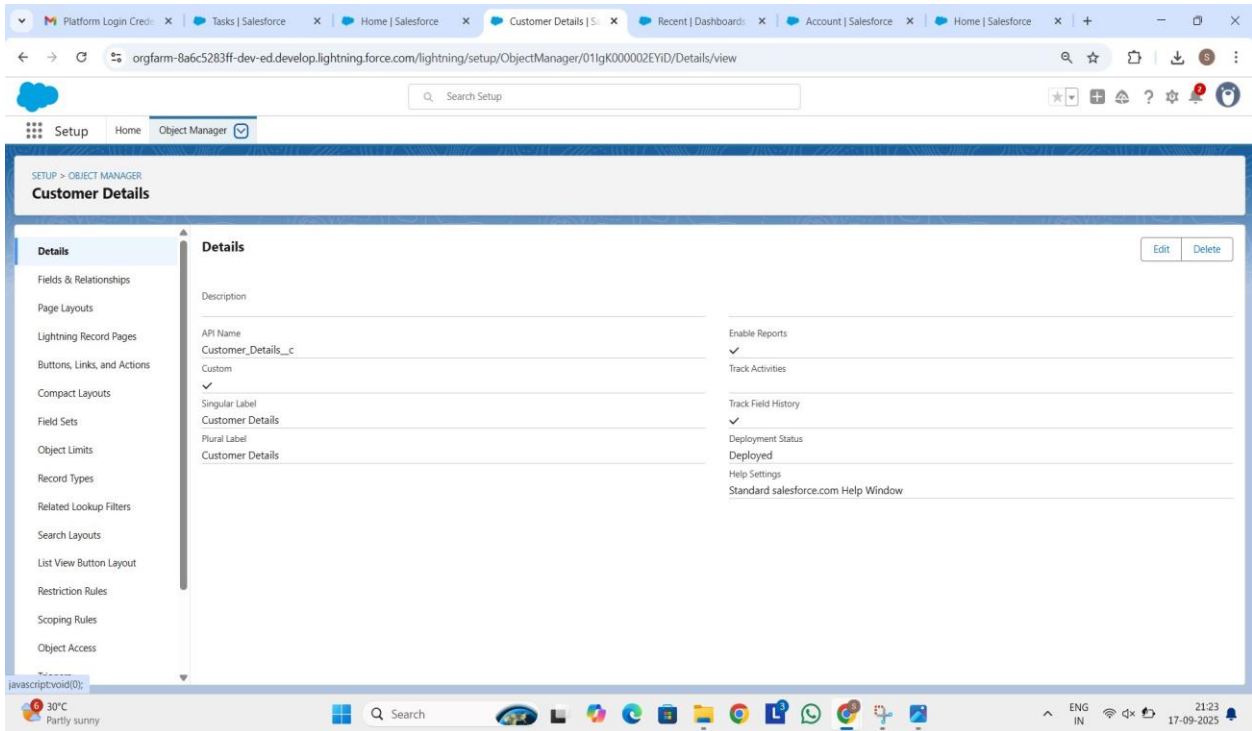 Platform Login Crede
Tasks | Salesforce
Home | Salesforce
Customer Details | Sa
Recent | Dashboards
Account | Salesforce
Home | Salesforce
orgfarm-8a6c5283ff-dev-ed.develop.lightning.force.com/lightning/setup/ObjectManager/01IgK000002EYiD/Details/view
S
Search Setup
2
Setup
Home
Object Manager
SETUP > OBJECT MANAGER
Customer Details
Details
Fields & Relationships
Page Layouts
Lightning Record Pages
Buttons, Links, and Actions
Compact Layouts
Field Sets
Object Limits
Record Types
Related Lookup Filters
Search Layouts
List View Button Layout
Restriction Rules
Scoping Rules
Object Access
Triggers
javascript:void(0);
Details
Edit
Delete
Description
API Name
Customer_Details__c
Custom
Singular Label
Customer Details
Plural Label
Customer Details
Enable Reports
Track Activities
Track Field History
Deployment Status
Deployed
Help Settings
Standard salesforce.com Help Window
6
30°C
Partly sunny
Search
L 3
S
ENG
IN
21:23
17-09-2025